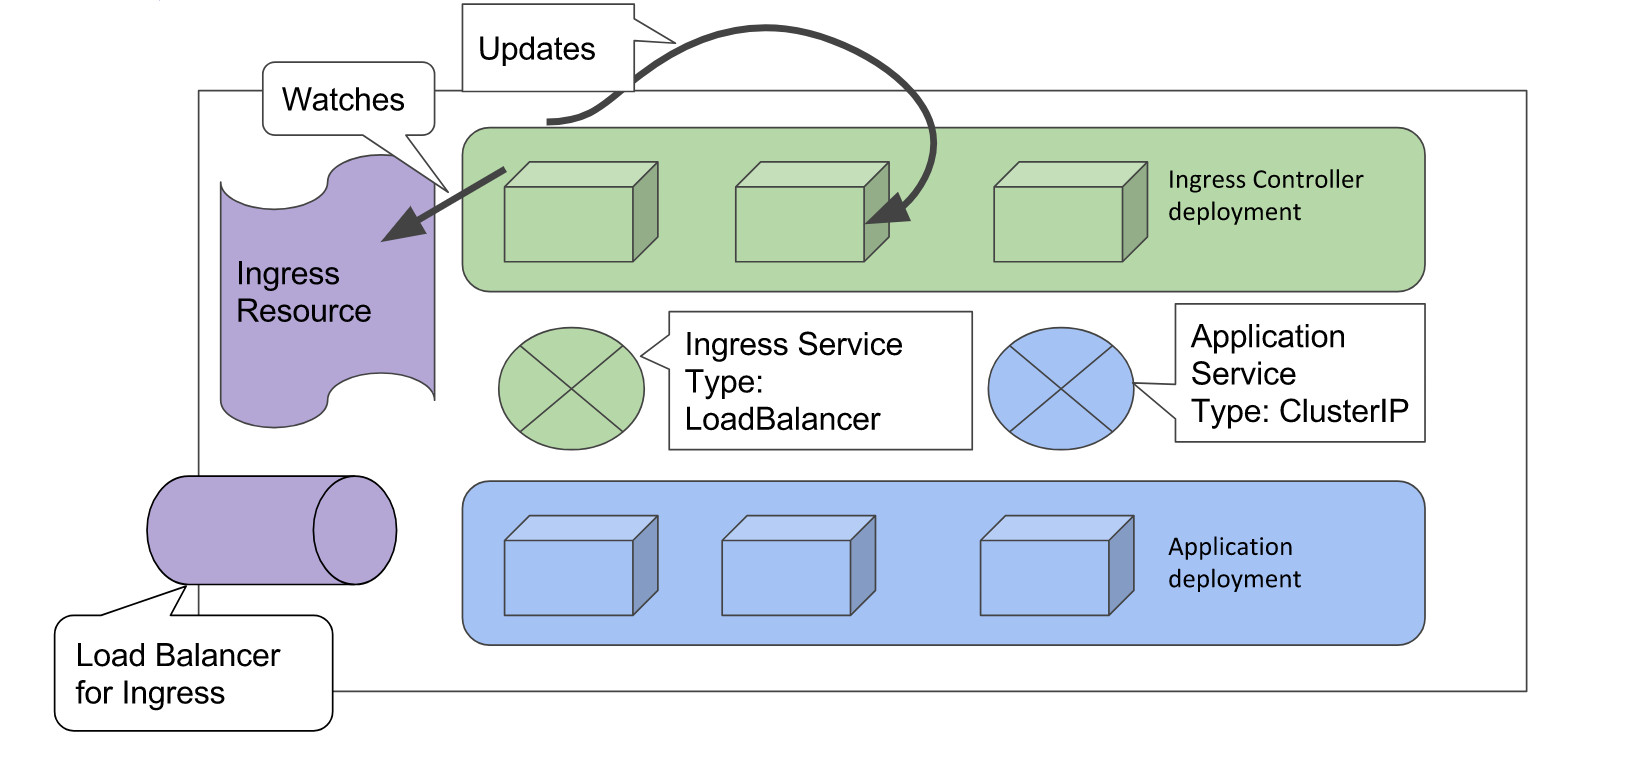 Updates
Watches
Ingress Controller
deployment
Ingress
Resource
Ingress Service
Type:
LoadBalancer
Application
Service
Type: ClusterIP
Application
deployment
Load Balancer
for Ingress